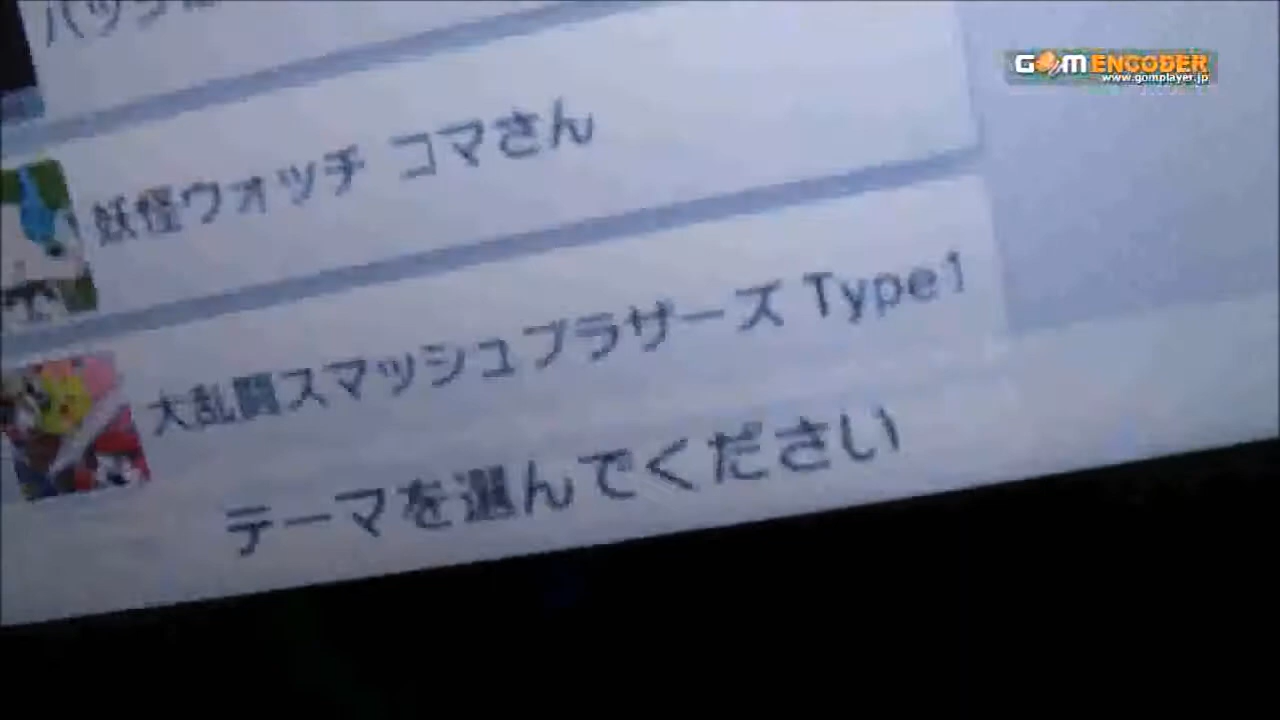 GOM ENCODER
www.gomplayer.jp
妖怪ウォッチ コマさん
大乱闘スマッシュブラザーズ Type1
テーマを選んでください